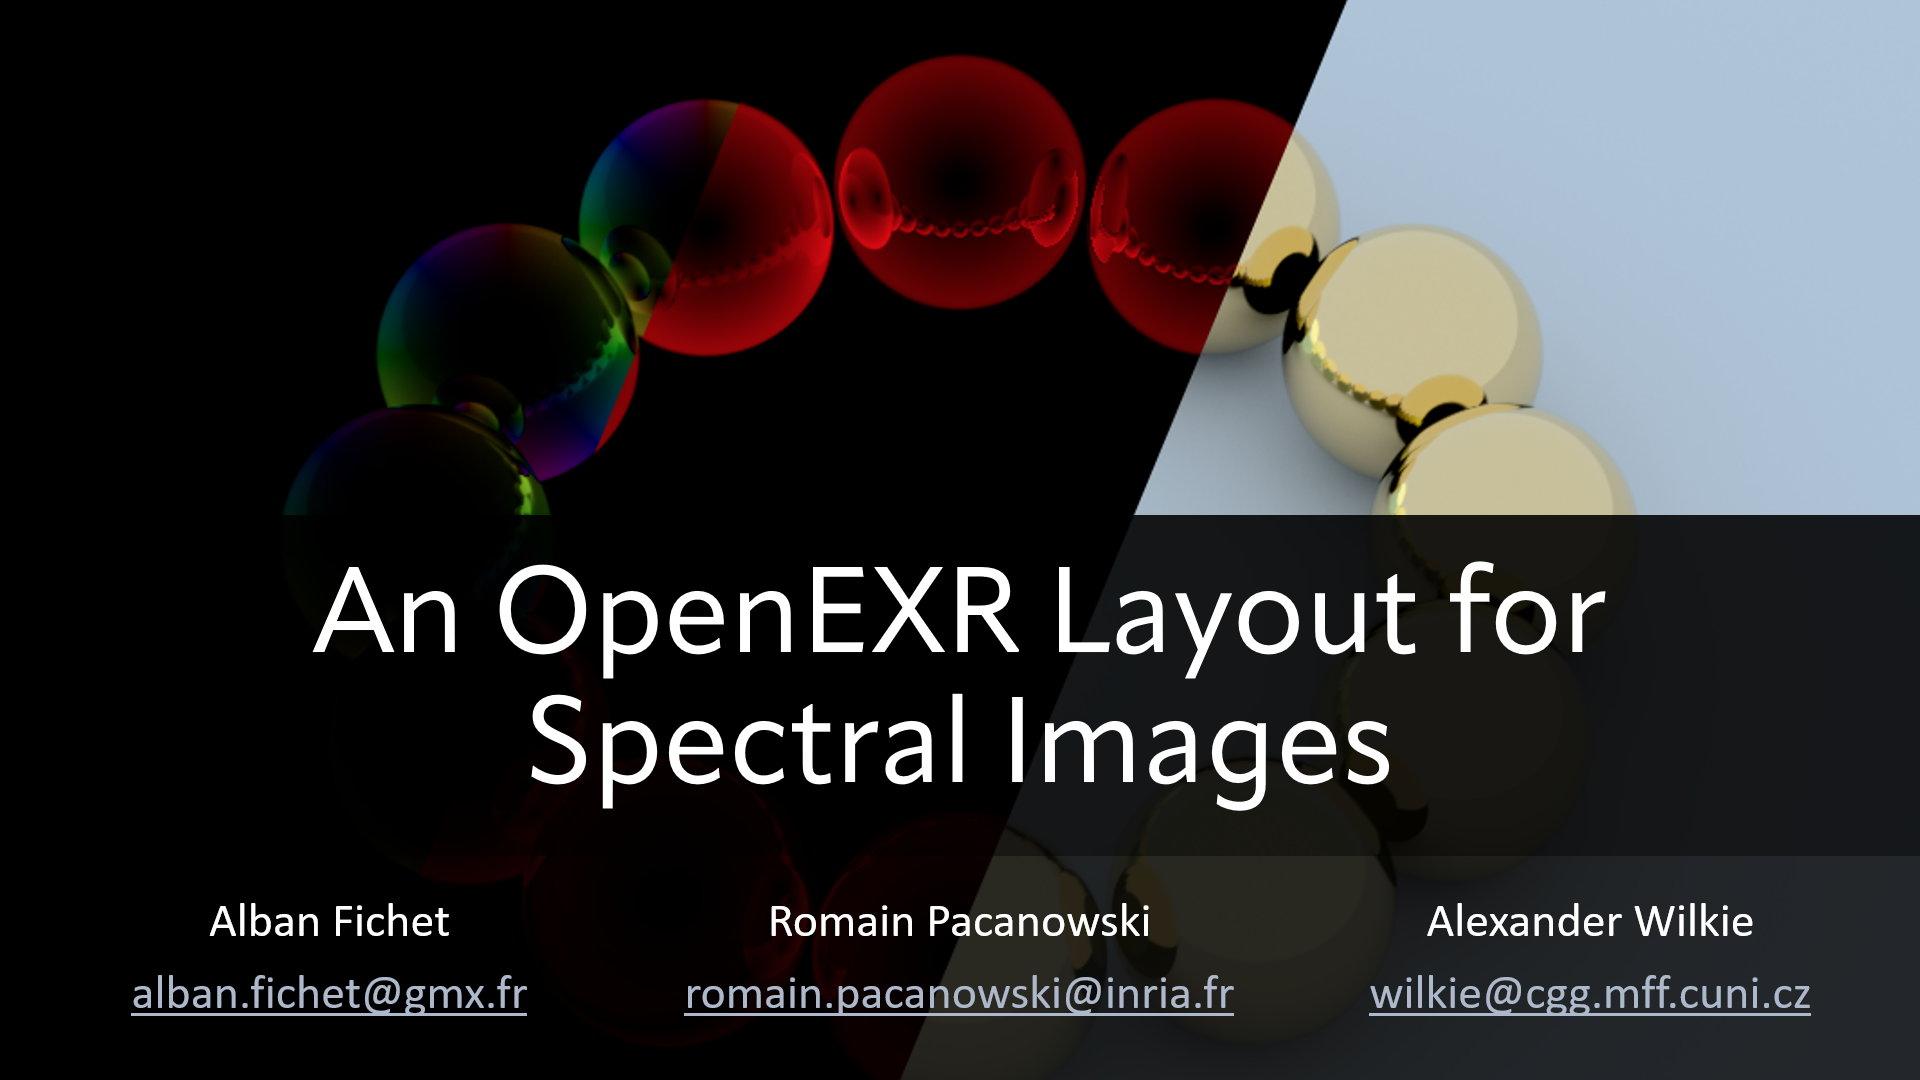 An OpenEXR Layout for
Spectral Images
Alban Fichet
Romain Pacanowski
Alexander Wilkie
alban.fichet@gmx.fr
romain.pacanowski@inria.fr
wilkie@cgg.mff.cuni.cz